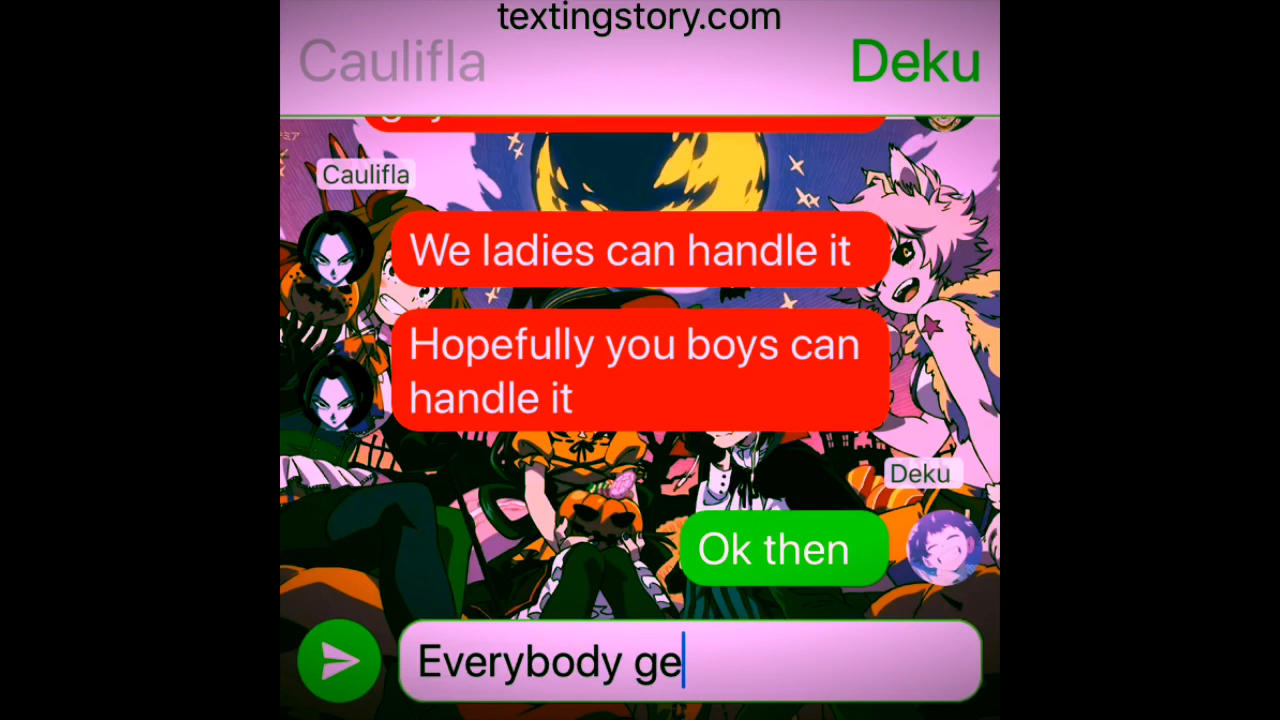 textingstory.com
Caulifla
Deku
Caulifla
We ladies can handle it
Hopefully you boys can
handle it
Deku
Ok then
Everybody ge